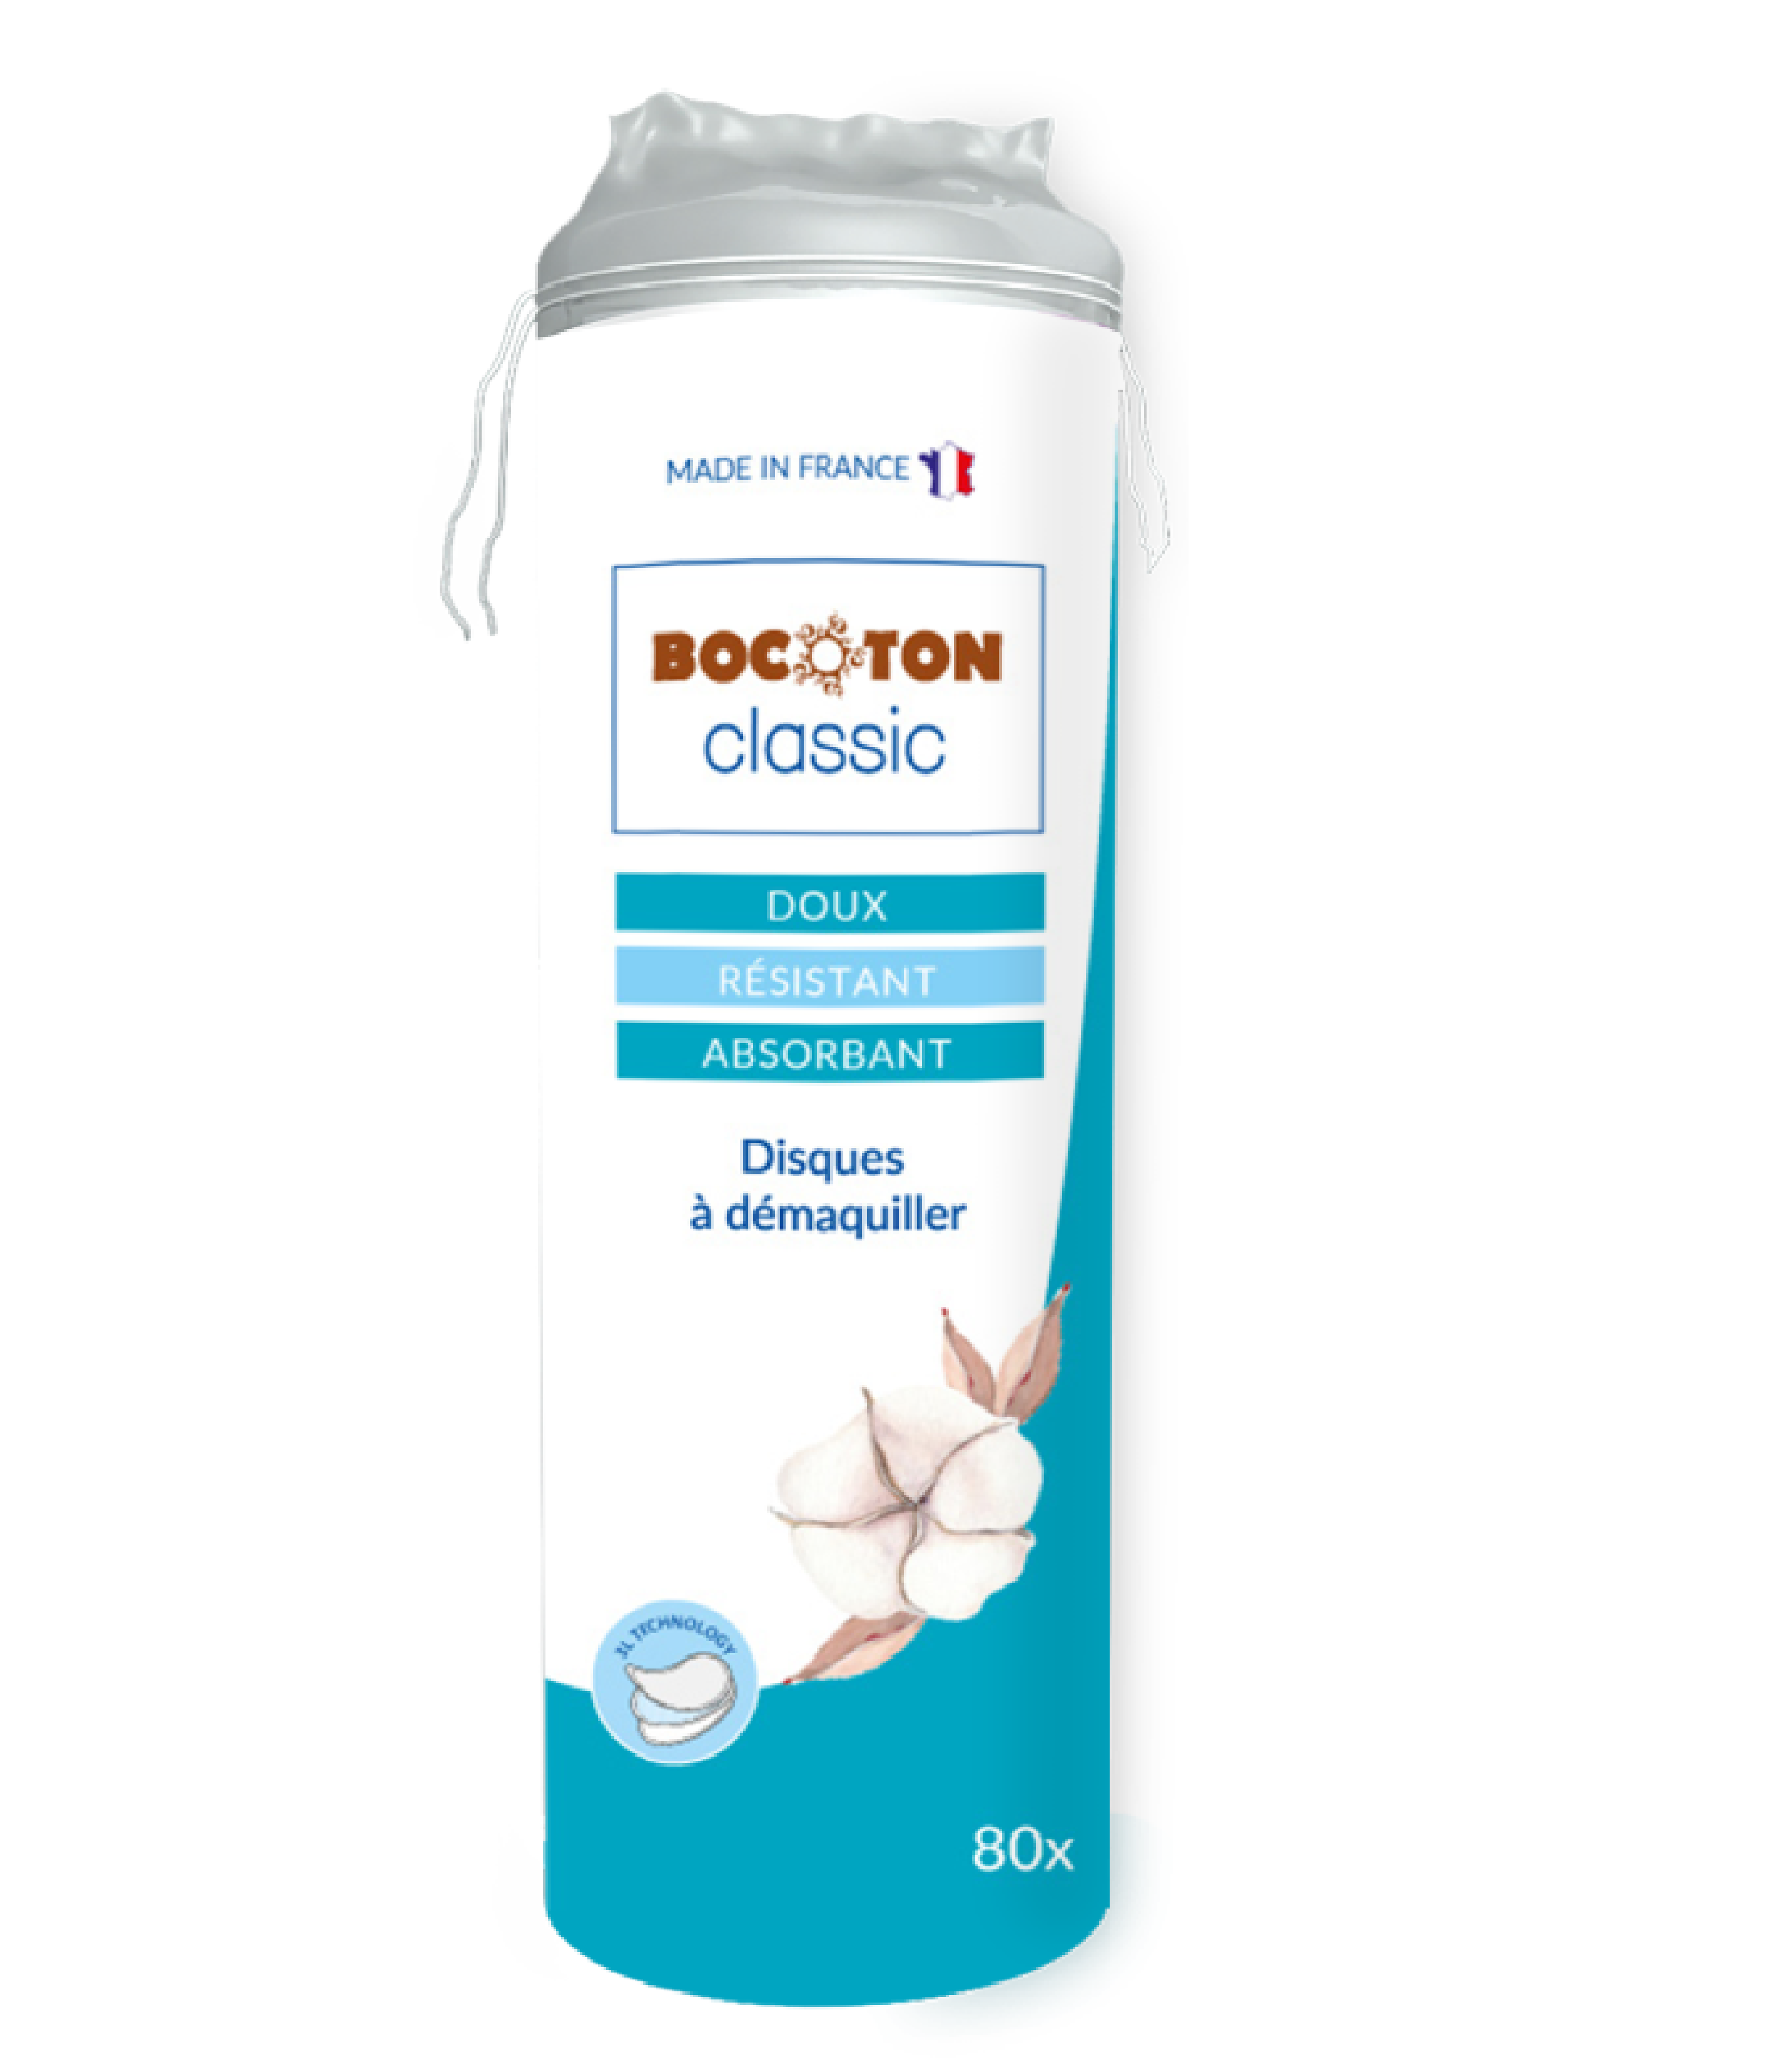 MADE IN FRANCE
BOCOTON
classic
DOUX
RÉSISTANT
ABSORBANT
Disques
à démaquiller
3L TECHNOLOGY
80x